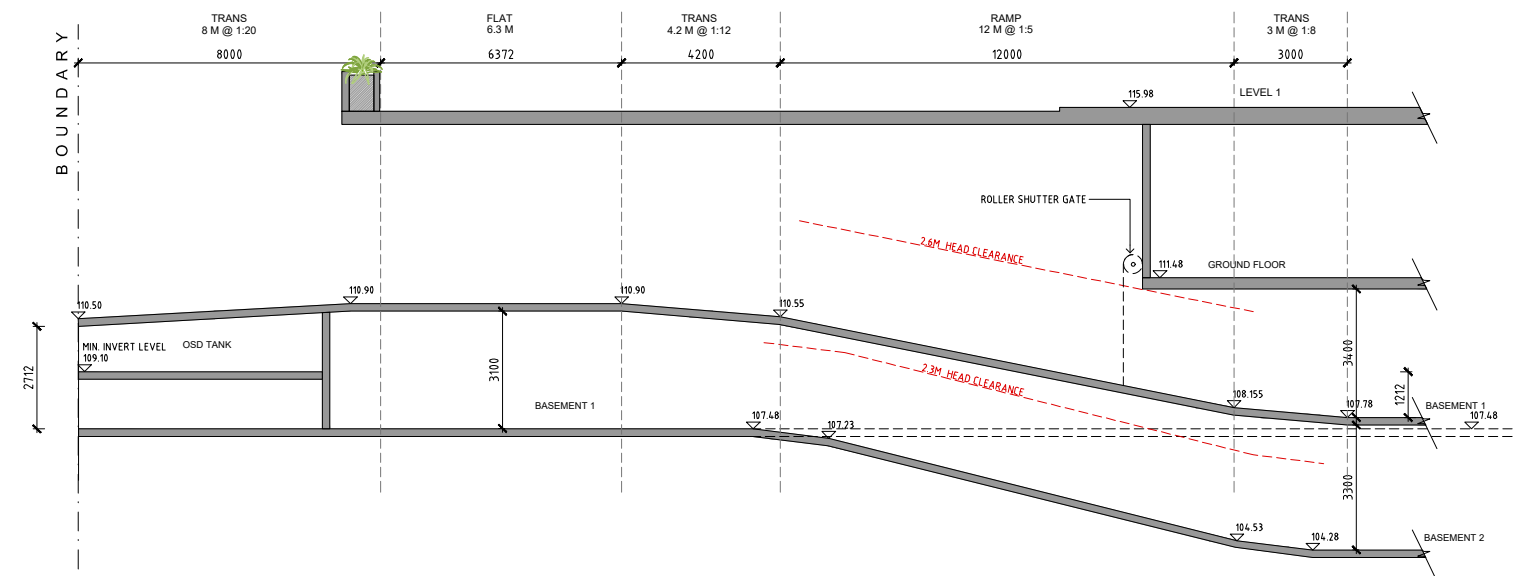 TRANS
8 M @ 1:20
FLAT
6.3 M
TRANS
4.2 M @ 1:12
RAMP
12 M @ 1:5
TRANS
3 M @ 1:8
8000
6372
4200
12000
3000
BOUNDARY
115.98
LEVEL 1
ROLLER SHUTTER GATE
2.6M HEAD CLEARANCE
111.48
GROUND FLOOR
110.50
110.90
110.90
110.55
MIN. INVERT LEVEL
109.10
OSD TANK
2712
3100
3400
2.3M HEAD CLEARANCE
1212
108.155
107.78
BASEMENT 1
107.48
BASEMENT 1
107.48
107.23
3300
104.53
104.28
BASEMENT 2